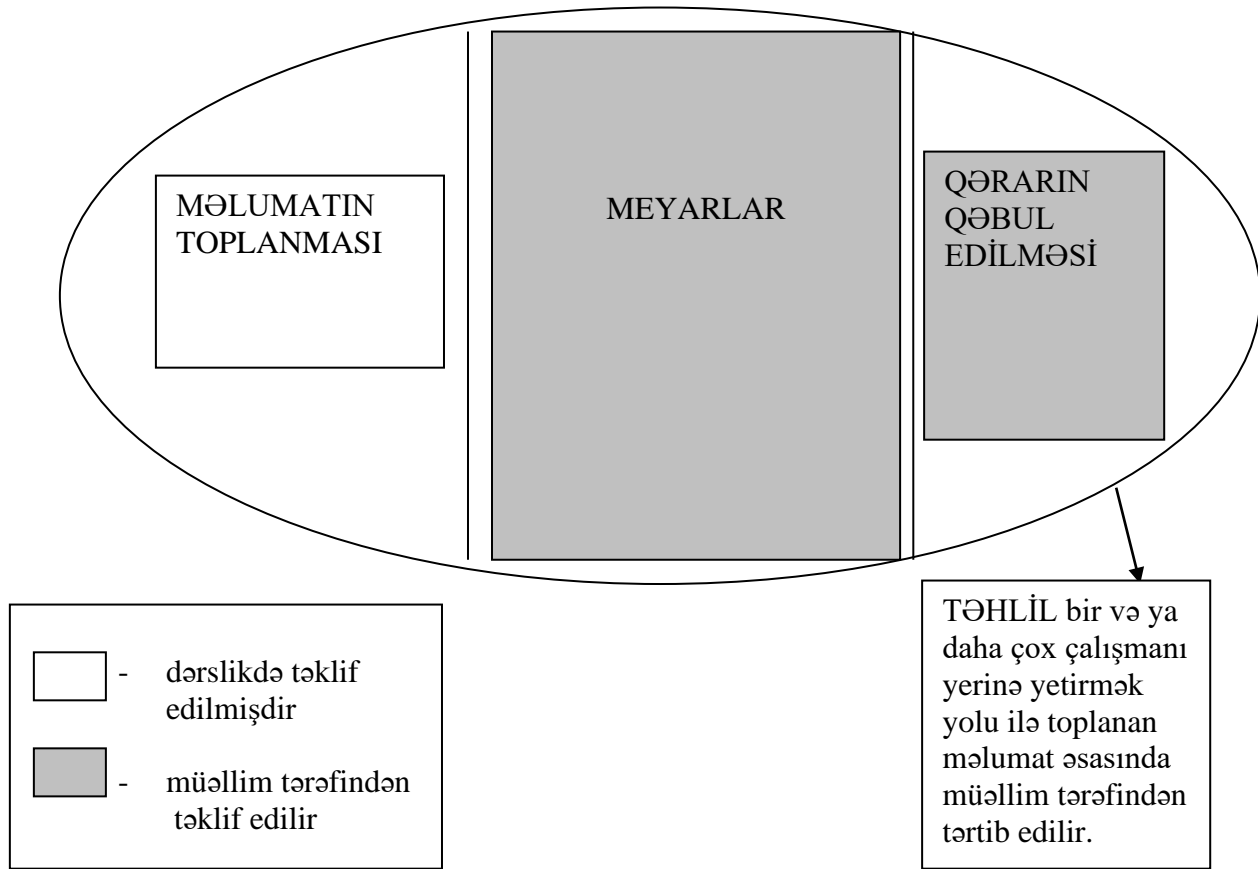 MƏLUMATIN
TOPLANMASI
MEYARLAR
QƏRARIN
QƏBUL
EDİLMƏSİ
- dərslikdə təklif
edilmişdir
- müəllim tərəfindən
təklif edilir
TƏHLİL bir və ya
daha çox çalışmanı
yerinə yetirmək
yolu ilə toplanan
məlumat əsasında
müəllim tərəfindən
tərtib edilir.